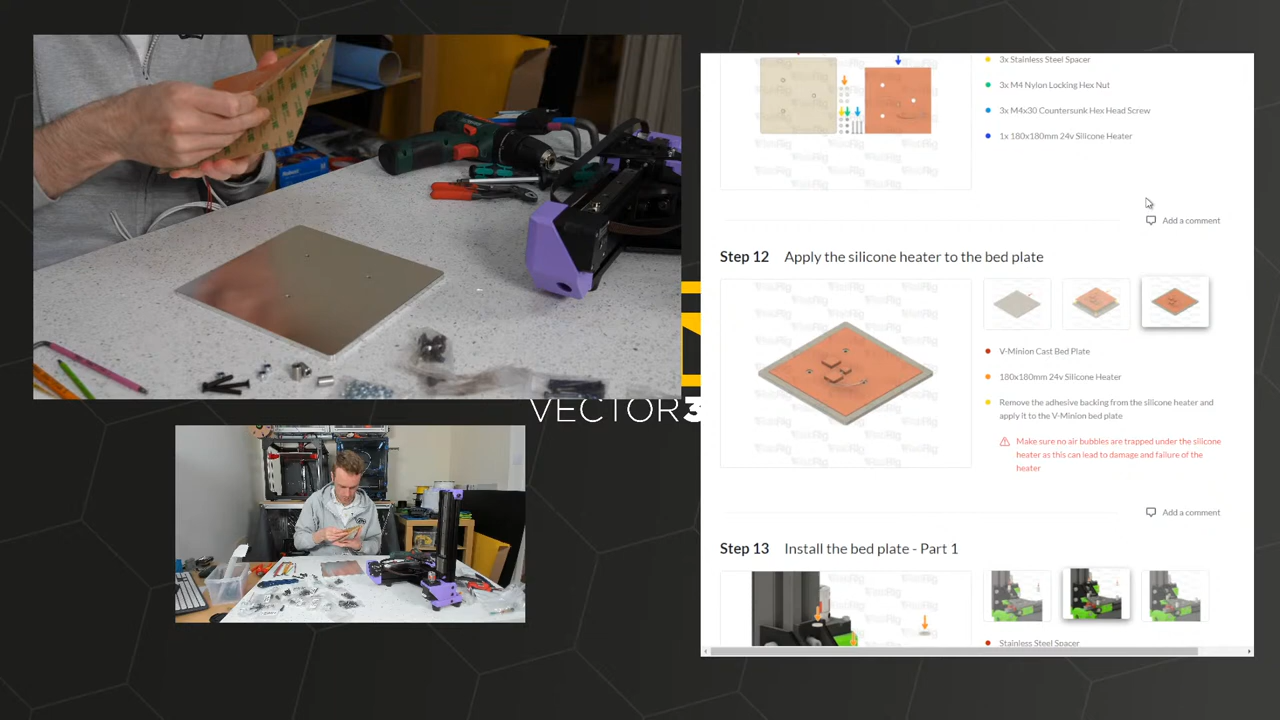 3x Stainless Steel Spacer
3x M4 Nylon Locking Hex Nut
3x M4x30 Countersunk Hex Head Screw
1x 180x180mm 24v Silicone Heater
Add a comment
Step 12 Apply the silicone heater to the bed plate
V-Minion Cast Bed Plate
180x180mm 24v Silicone Heater
Remove the adhesive backing from the silicone heater and
apply it to the V-Minion bed plate
Make sure no air bubbles are trapped under the silicone
heater as this can lead to damage and failure of the
heater
Add a comment
Step 13 Install the bed plate - Part 1
Stainless Steel Spacer
VECTOR3